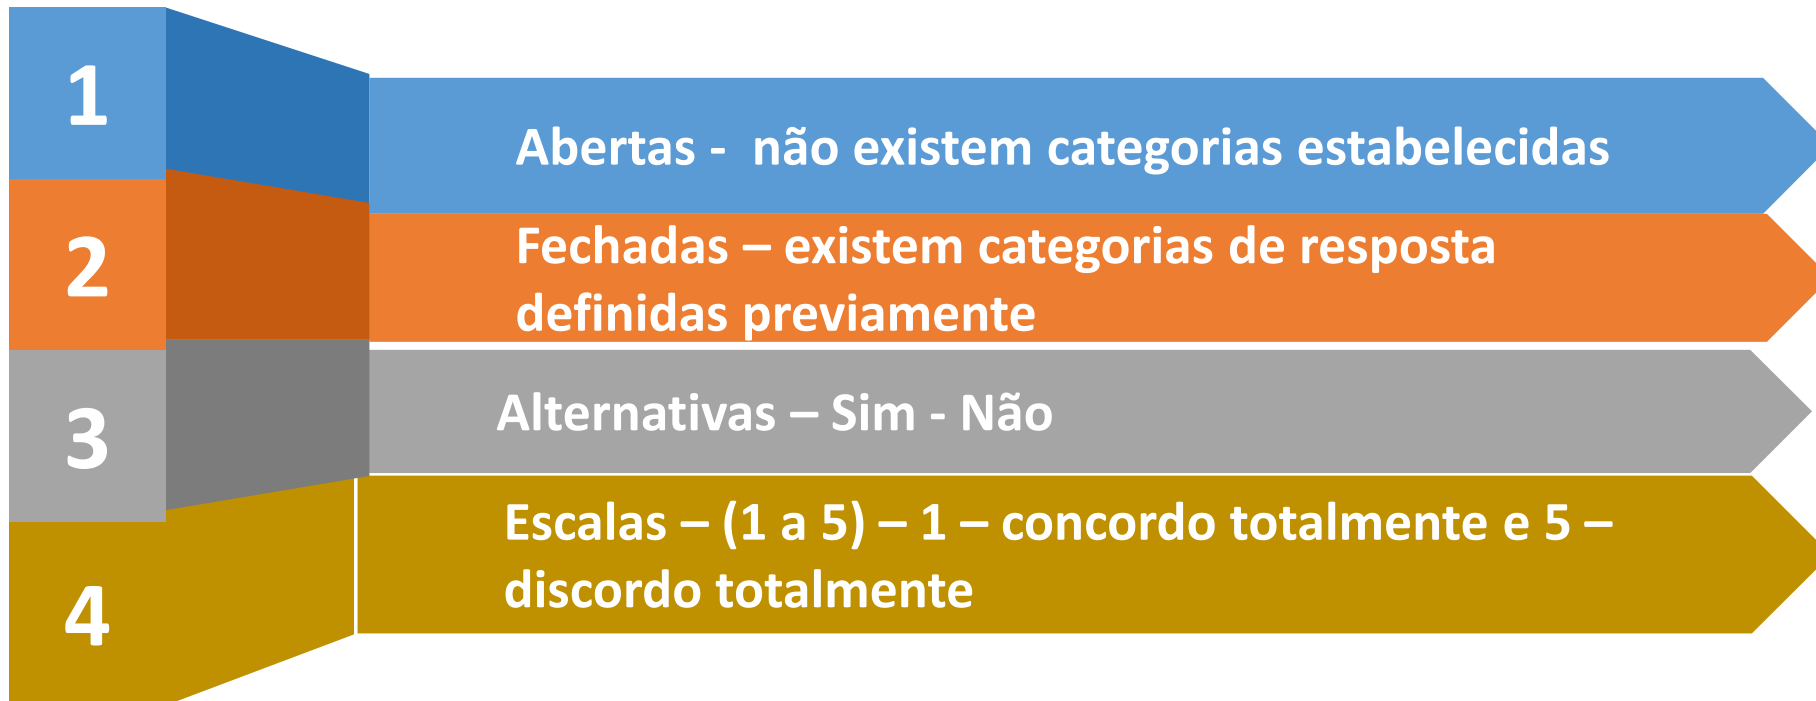 1
Abertas -  não existem categorias estabelecidas
2
Fechadas – existem categorias de resposta
definidas previamente
3
Alternativas – Sim - Não
4
Escalas – (1 a 5) – 1 – concordo totalmente e 5 –
discordo totalmente